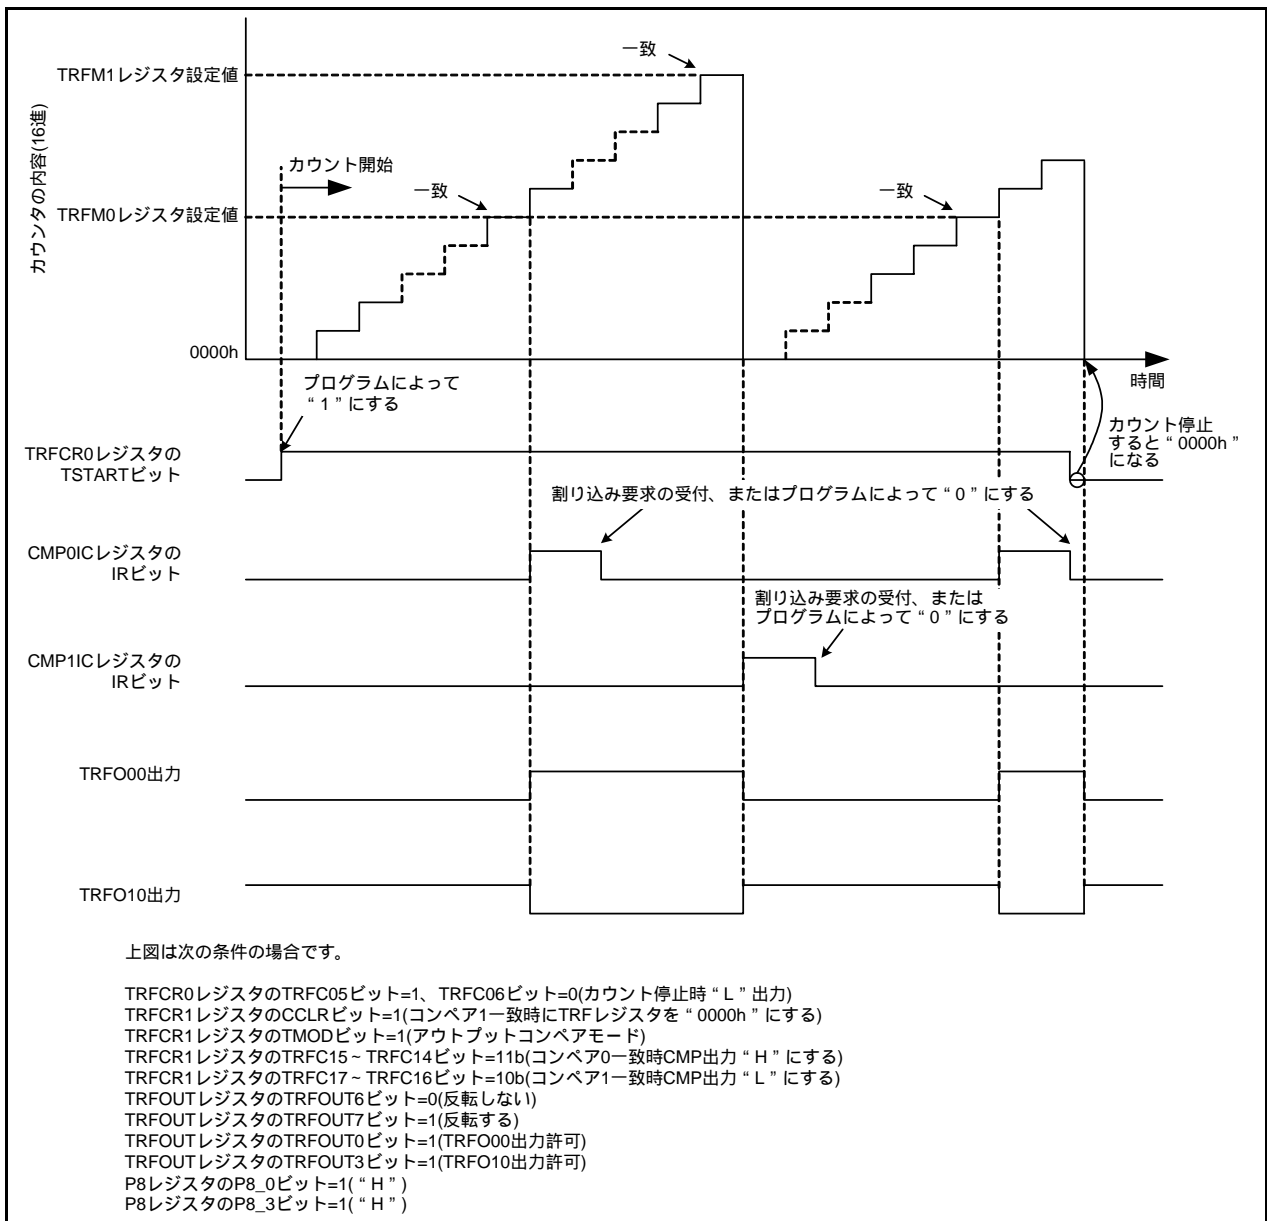 一致
TRFM1レジスタ設定値
カウンタの内容(16進)
カウント開始
一致
一致
TRFM0レジスタ設定値
0000h
時間
プログラムによって
“ 1 ” にする
カウント停止
すると “ 0000h ”
になる
TRFCR0レジスタの
TSTARTビット
割り込み要求の受付、またはプログラムによって “ 0 ” にする
CMP0ICレジスタの
IRビット
割り込み要求の受付、または
プログラムによって “ 0 ” にする
CMP1ICレジスタの
IRビット
TRFO00出力
TRFO10出力
上図は次の条件の場合です。
TRFCR0レジスタのTRFC05ビット=1、TRFC06ビット=0(カウント停止時 “ L ” 出力)
TRFCR1レジスタのCCLRビット=1(コンペア1一致時にTRFレジスタを “ 0000h ” にする)
TRFCR1レジスタのTMODビット=1(アウトプットコンペアモード)
TRFCR1レジスタのTRFC15 ~ TRFC14ビット=11b(コンペア0一致時CMP出力 “ H ” にする)
TRFCR1レジスタのTRFC17 ~ TRFC16ビット=10b(コンペア1一致時CMP出力 “ L ” にする)
TRFOUTレジスタのTRFOUT6ビット=0(反転しない)
TRFOUTレジスタのTRFOUT7ビット=1(反転する)
TRFOUTレジスタのTRFOUT0ビット=1(TRFO00出力許可)
TRFOUTレジスタのTRFOUT3ビット=1(TRFO10出力許可)
P8レジスタのP8_0ビット=1( “ H ” )
P8レジスタのP8_3ビット=1( “ H ” )